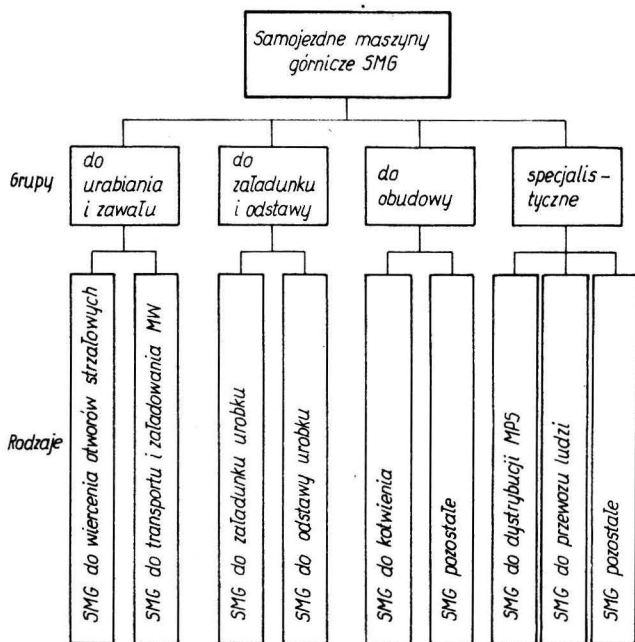 Samojezdne maszyny
górnicze SMG
Grupy
do
urabiania
i zawału
do
załadunku
i odstawy
do
obudowy
specjalis-
tyczne
Rodzaje
SMG do wiercenia otworów strzałowych
SMG do transportu i załadowania MW
SMG do załadunku urobku
SMG do odstawy urobku
SMG do kotwienia
SMG pozostałe
SMG do dystrybucji MPS
SMG do przewozu ludzi
SMG pozostałe